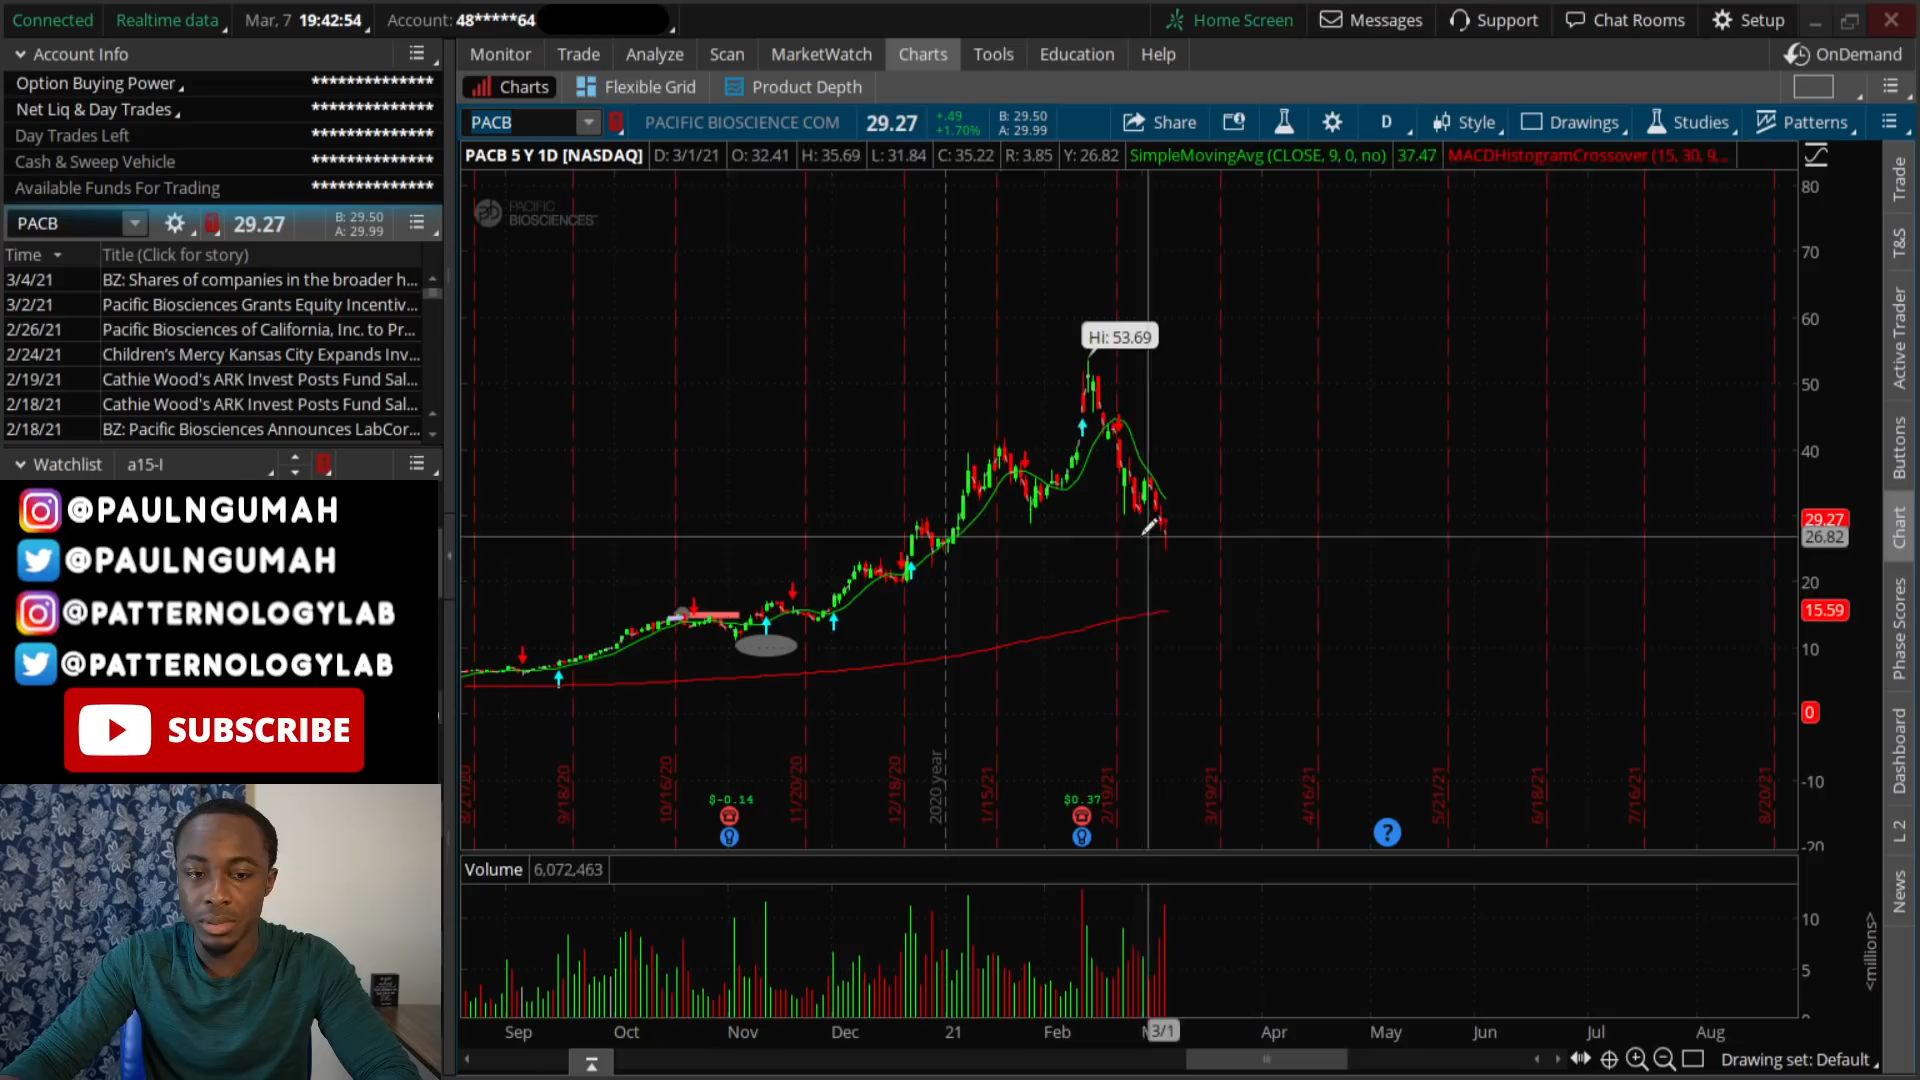 Connected
Realtime data
Mar, 7 19:42:54
Account: 48*****64
Home Screen
Messages
Support
Chat Rooms
Setup
Account Info
Option Buying Power **************
Net Liq & Day Trades **************
Day Trades Left **************
Cash & Sweep Vehicle **************
Available Funds For Trading **************
PACB
29.27
B: 29.50
A: 29.99
Time
Title (Click for story)
3/4/21 BZ: Shares of companies in the broader h...
3/2/21 Pacific Biosciences Grants Equity Incentiv...
2/26/21 Pacific Biosciences of California, Inc. to Pr...
2/24/21 Children's Mercy Kansas City Expands Inv...
2/19/21 Cathie Wood's ARK Invest Posts Fund Sal...
2/18/21 Cathie Wood's ARK Invest Posts Fund Sal...
2/18/21 BZ: Pacific Biosciences Announces LabCor...
Watchlist
a15-I
@PAULNGUMAH
@PAULNGUMAH
@PATTERNOLOGYLAB
@PATTERNOLOGYLAB
SUBSCRIBE
Monitor
Trade
Analyze
Scan
MarketWatch
Charts
Tools
Education
Help
OnDemand
Charts
Flexible Grid
Product Depth
PACB
PACIFIC BIOSCIENCE COM
29.27
+.49
+1.70%
B: 29.50
A: 29.99
Share
D
Style
Drawings
Studies
Patterns
PACB 5 Y 1D [NASDAQ]
D: 3/1/21
O: 32.41
H: 35.69
L: 31.84
C: 35.22
R: 3.85
Y: 26.82
SimpleMovingAvg (CLOSE, 9, 0, no)
37.47
MACDHistogramCrossover (15, 30, 9,...
PACIFIC
BIOSCIENCES
Hi: 53.69
80
70
60
50
40
29.27
26.82
20
15.59
10
0
-10
-20
8/21/20
9/18/20
10/16/20
11/20/20
12/18/20
2020 year
1/15/21
2/19/21
3/19/21
4/16/21
5/21/21
6/18/21
7/16/21
8/20/21
$-0.14
$0.37
?
Volume
6,072,463
10
5
0
<millions>
Sep
Oct
Nov
Dec
21
Feb
3/1
Apr
May
Jun
Jul
Aug
Drawing set: Default
Trade
T&S
Active Trader
Buttons
Chart
Phase Scores
Dashboard
L 2
News